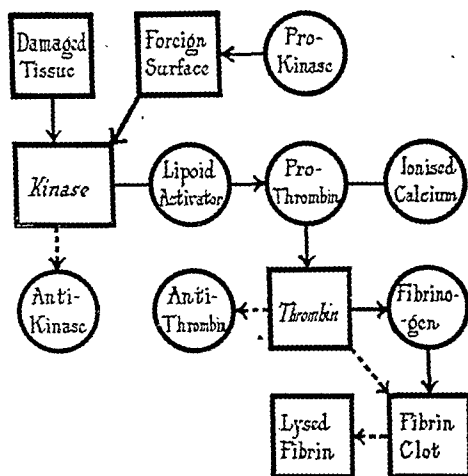 Damaged
Tissue
Foreign
Surface
Pro-
Kinase
Kinase
Lipoid
Activator
Pro-
Thrombin
Ionised
Calcium
Anti-
Kinase
Anti-
Thrombin
Thrombin
Fibrino-
-gen
Lysed
Fibrin
Fibrin
Clot